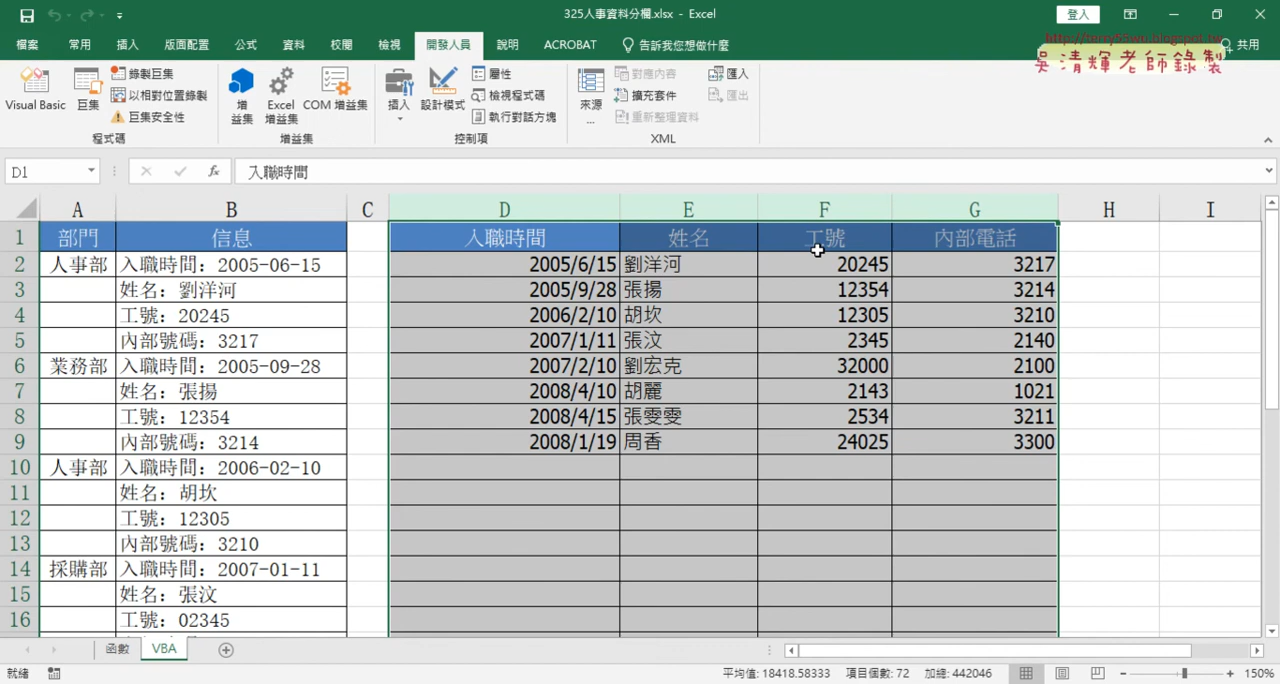 325人事資料分欄.xlsx - Excel
登入
http://terry55wu.blogspot.tw
吳清輝老師錄製
檔案 常用 插入 版面配置 公式 資料 校閱 檢視 開發人員 說明 ACROBAT 告訴我您想做什麼 共用
Visual Basic 巨集 錄製巨集 以相對位置錄製 巨集安全性 程式碼
增益集 Excel 增益集 COM 增益集 增益集
插入 設計模式 屬性 檢視程式碼 執行對話方塊 控制項
來源... 對應內容 擴充套件 重新整理資料 匯入 匯出 XML
D1 fx 入職時間
A B C D E F G H I
1 部門 信息 入職時間 姓名 工號 內部電話
2 人事部 入職時間：2005-06-15 2005/6/15 劉洋河 20245 3217
3 姓名：劉洋河 2005/9/28 張揚 12354 3214
4 工號：20245 2006/2/10 胡坎 12305 3210
5 內部號碼：3217 2007/1/11 張汶 2345 2140
6 業務部 入職時間：2005-09-28 2007/2/10 劉宏克 32000 2100
7 姓名：張揚 2008/4/10 胡麗 2143 1021
8 工號：12354 2008/4/15 張雯雯 2534 3211
9 內部號碼：3214 2008/1/19 周香 24025 3300
10 人事部 入職時間：2006-02-10
11 姓名：胡坎
12 工號：12305
13 內部號碼：3210
14 採購部 入職時間：2007-01-11
15 姓名：張汶
16 工號：02345
函數 VBA
就緒 平均值: 18418.58333 項目個數: 72 加總: 442046 150%